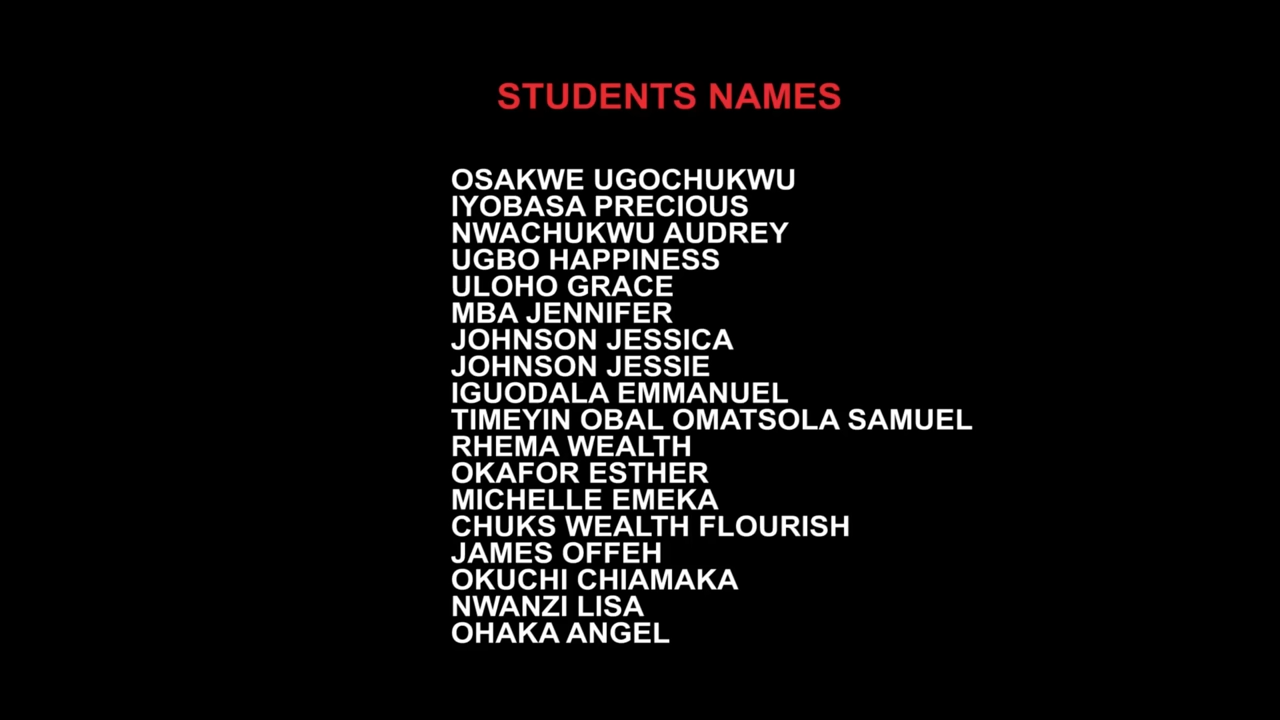 STUDENTS NAMES
OSAKWE UGOCHUKWU
IYOBASA PRECIOUS
NWACHUKWU AUDREY
UGBO HAPPINESS
ULOHO GRACE
MBA JENNIFER
JOHNSON JESSICA
JOHNSON JESSIE
IGUODALA EMMANUEL
TIMEYIN OBAL OMATSOLA SAMUEL
RHEMA WEALTH
OKAFOR ESTHER
MICHELLE EMEKA
CHUKS WEALTH FLOURISH
JAMES OFFEH
OKUCHI CHIAMAKA
NWANZI LISA
OHAKA ANGEL